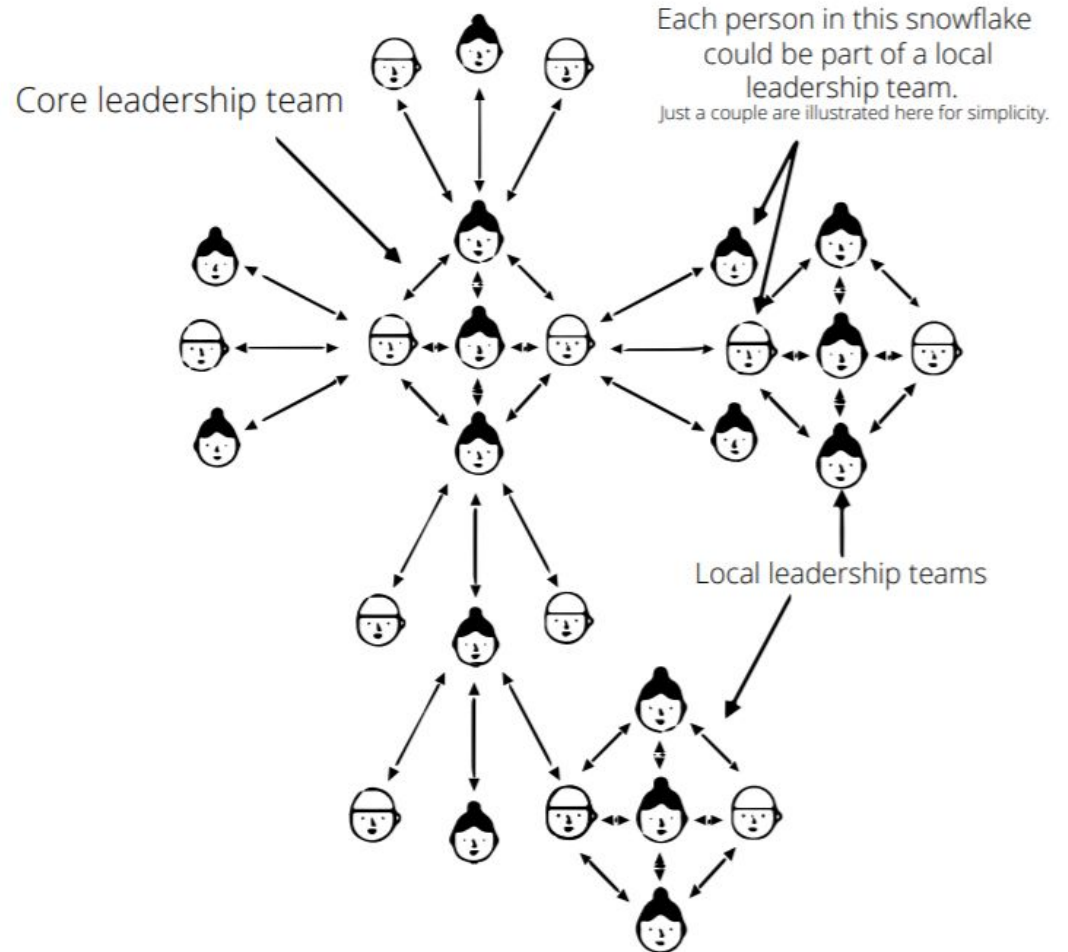 Each person in this snowflake
could be part of a local
leadership team.
Just a couple are illustrated here for simplicity.
Core leadership team
Local leadership teams